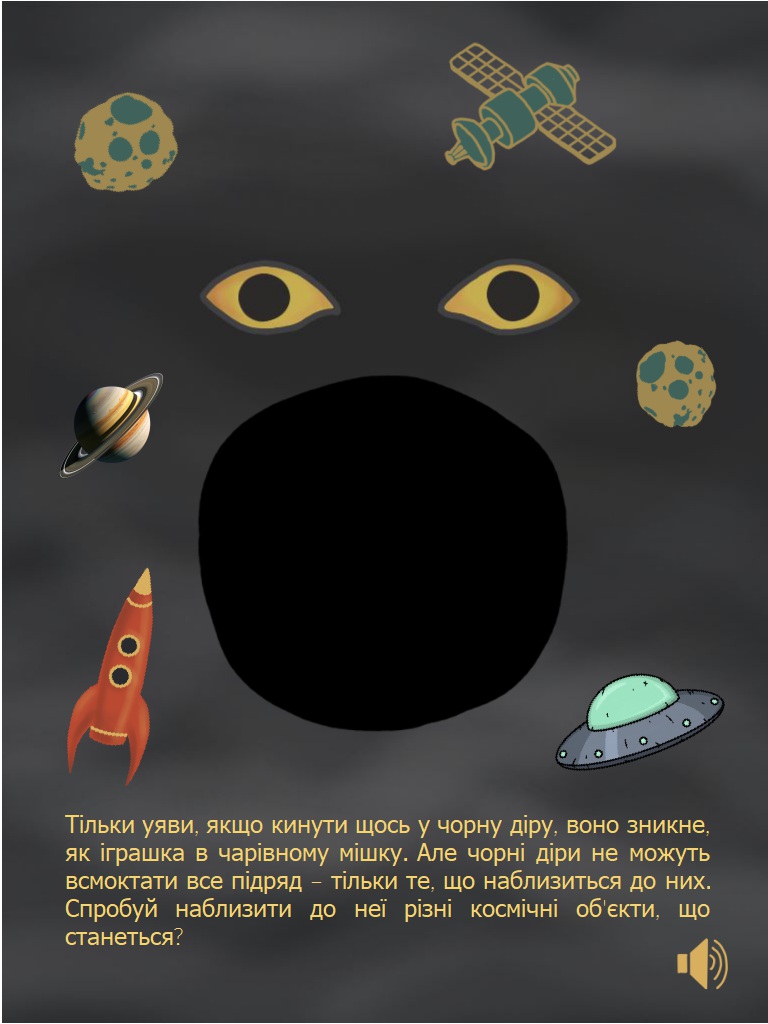 Тільки уяви, якщо кинути щось у чорну діру, воно зникне,
як іграшка в чарівному мішку. Але чорні діри не можуть
всмоктати все підряд – тільки те, що наблизиться до них.
Спробуй наблизити до неї різні космічні об'єкти, що
станеться?